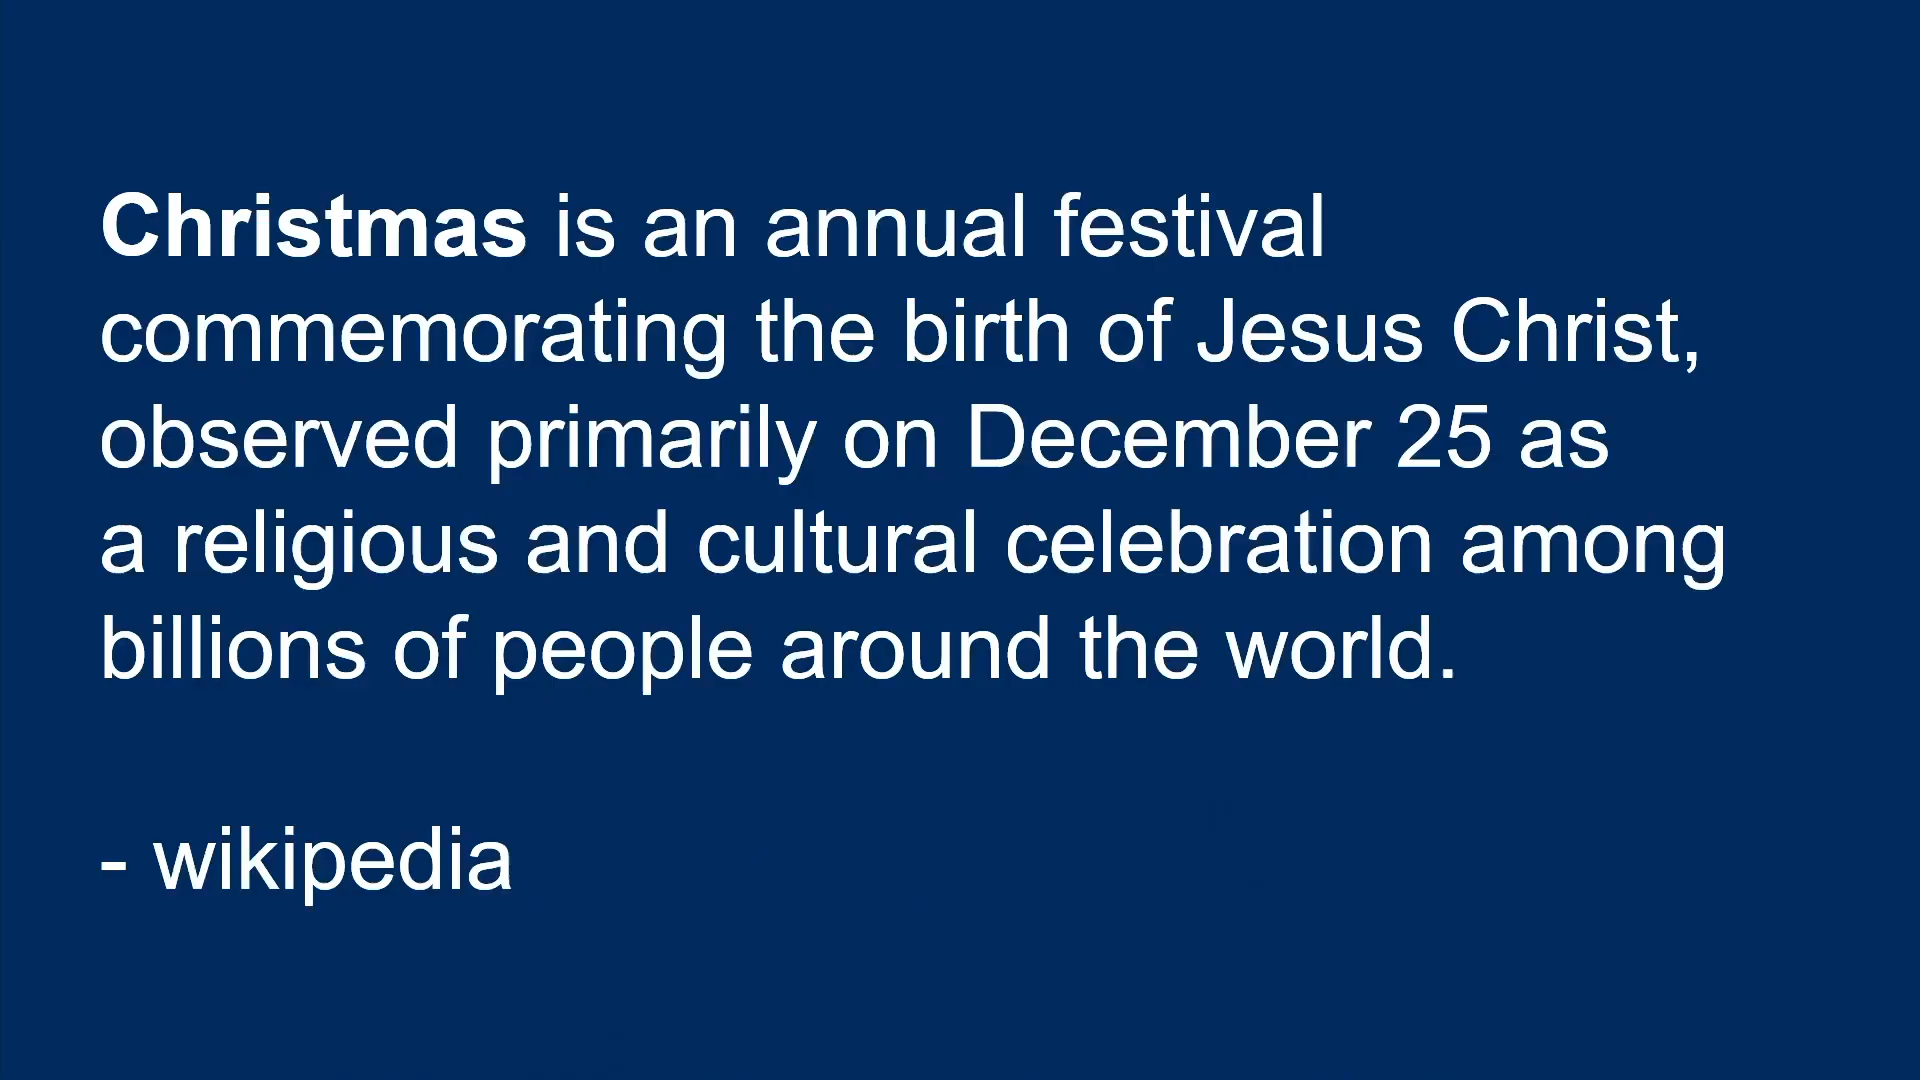 Christmas is an annual festival
commemorating the birth of Jesus Christ,
observed primarily on December 25 as
a religious and cultural celebration among
billions of people around the world.
- wikipedia